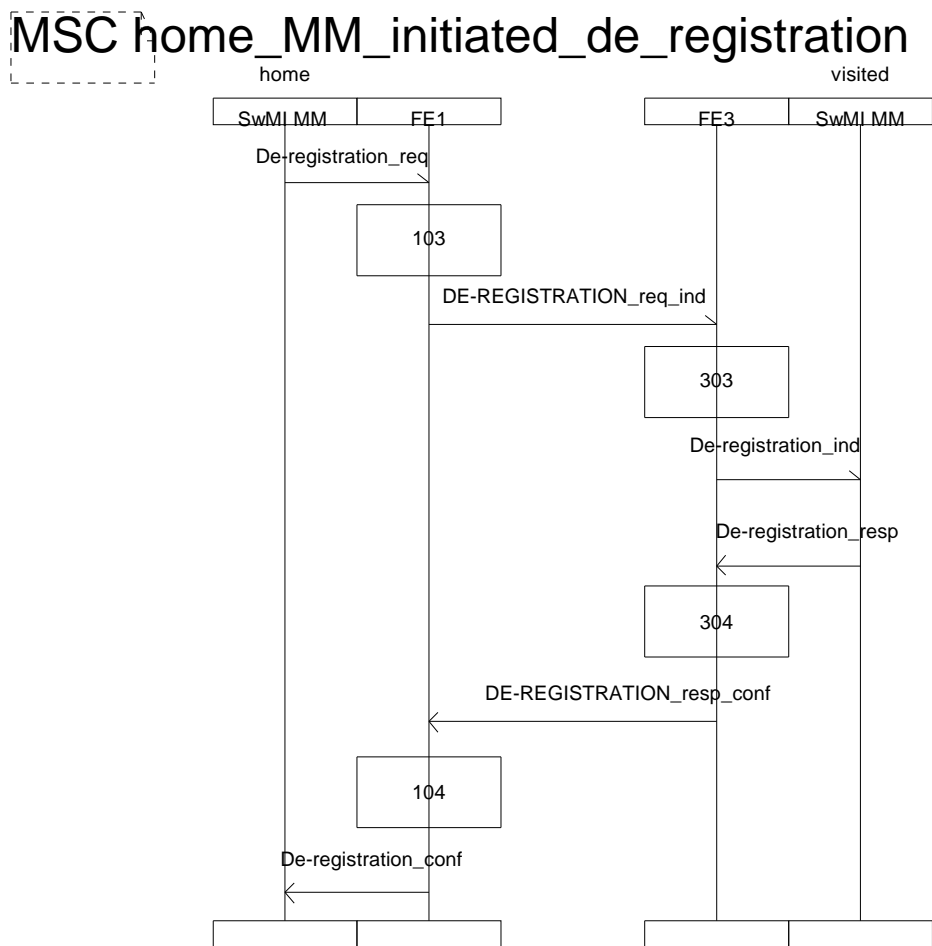 MSC home_MM_initiated_de_registration
home visited
SwMI MM FE1 FE3 SwMI MM
De-registration_req
103
DE-REGISTRATION_req_ind
303
De-registration_ind
De-registration_resp
304
DE-REGISTRATION_resp_conf
104
De-registration_conf